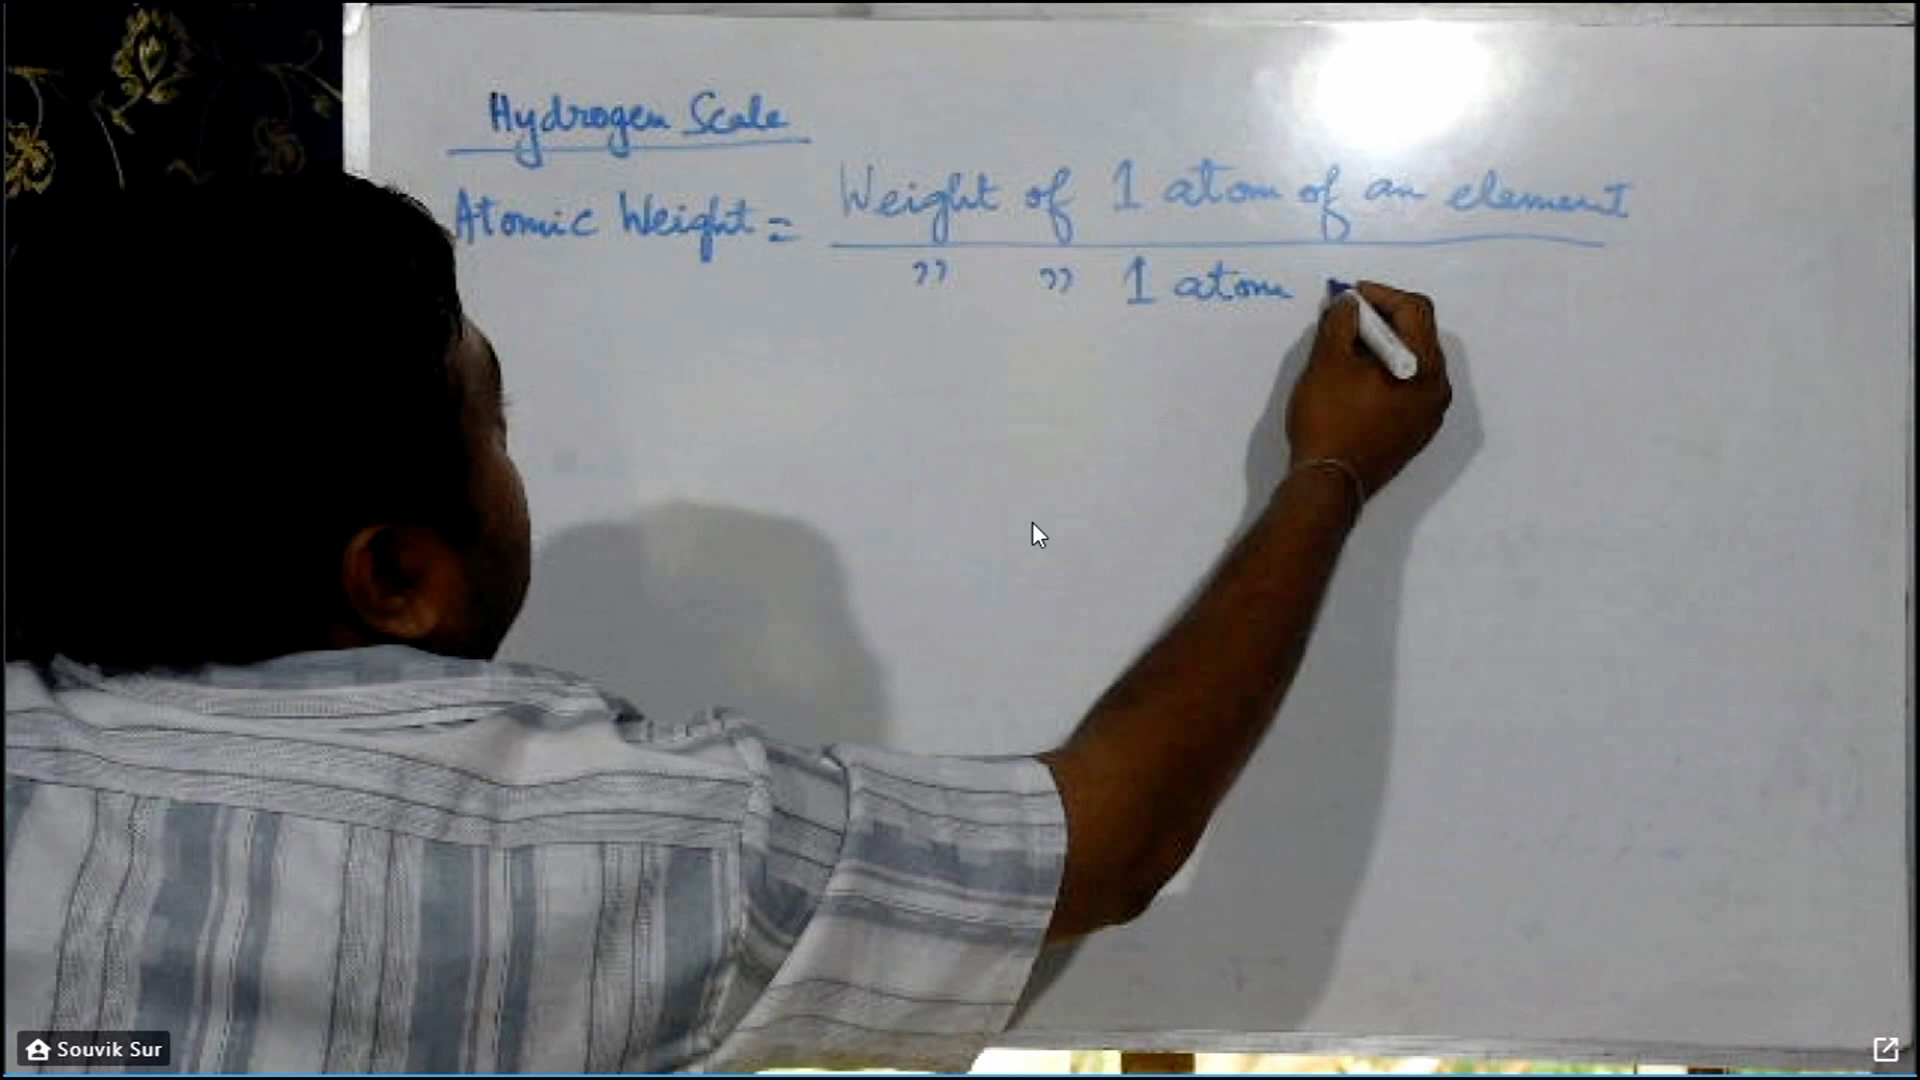 Hydrogen Scale
Atomic Weight = Weight of 1 atom of an element
" " 1 atom
Souvik Sur